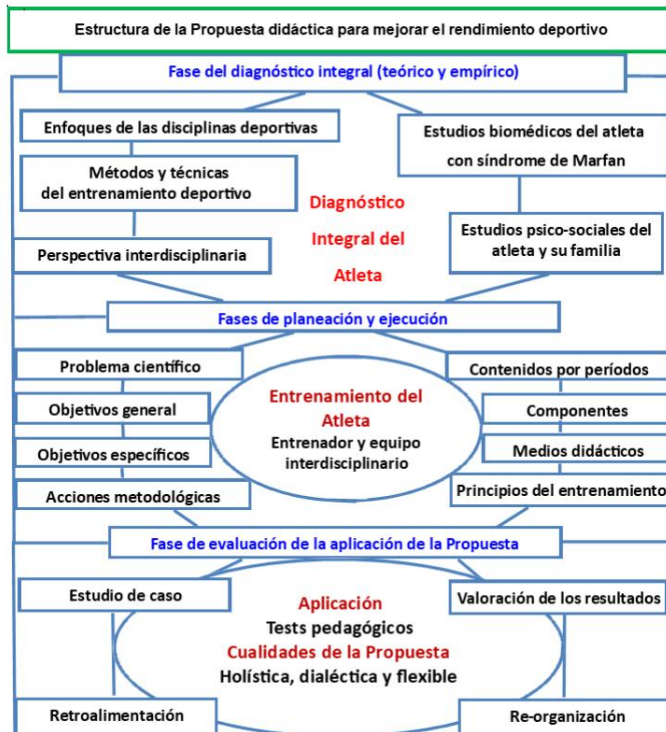 Estructura de la Propuesta didáctica para mejorar el rendimiento deportivo
Fase del diagnóstico integral (teórico y empírico)
Enfoques de las disciplinas deportivas
Métodos y técnicas
del entrenamiento deportivo
Perspectiva interdisciplinaria
Diagnóstico
Integral del
Atleta
Estudios biomédicos del atleta
con síndrome de Marfan
Estudios psico-sociales del
atleta y su familia
Fases de planeación y ejecución
Problema científico
Objetivos general
Objetivos específicos
Acciones metodológicas
Entrenamiento del
Atleta
Entrenador y equipo
interdisciplinario
Contenidos por períodos
Componentes
Medios didácticos
Principios del entrenamiento
Fase de evaluación de la aplicación de la Propuesta
Estudio de caso
Retroalimentación
Aplicación
Tests pedagógicos
Cualidades de la Propuesta
Holística, dialéctica y flexible
Valoración de los resultados
Re-organización